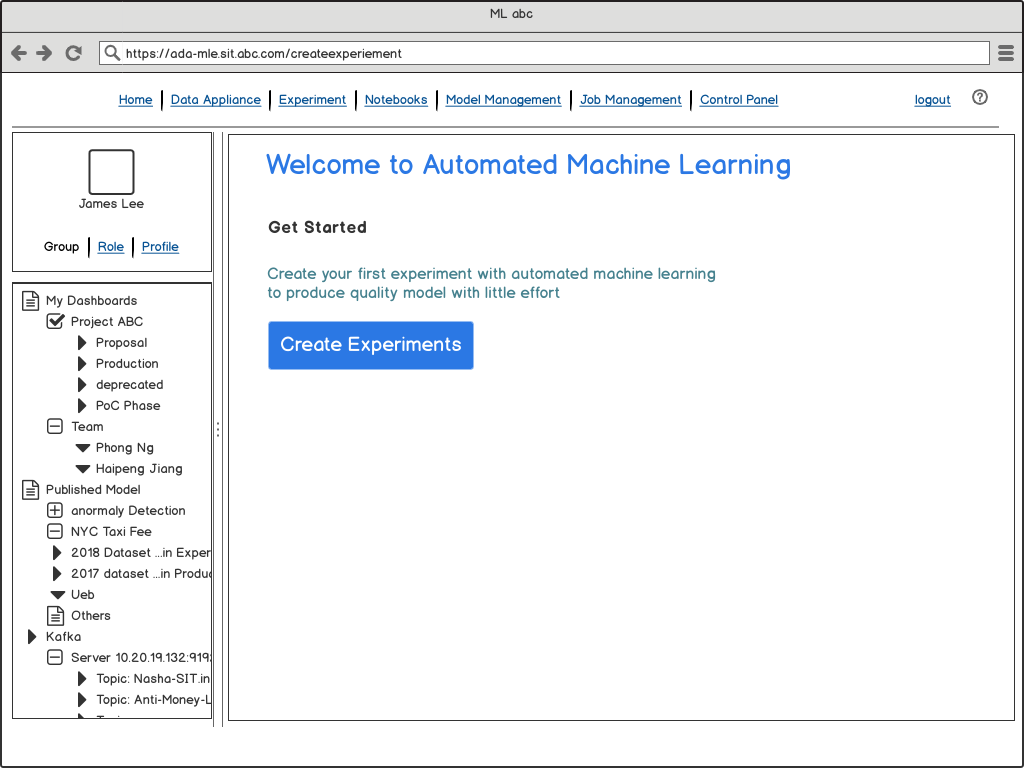 ML abc
https://ada-mle.sit.abc.com/createexperiement
Home Data Appliance Experiment Notebooks Model Management Job Management Control Panel logout ?
James Lee
Group Role Profile
My Dashboards
Project ABC
Proposal
Production
deprecated
PoC Phase
Team
Phong Ng
Haipeng Jiang
Published Model
anormaly Detection
NYC Taxi Fee
2018 Dataset ...in Exper
2017 dataset ...in Produc
Ueb
Others
Kafka
Server 10.20.19.132:919
Topic: Nasha-SIT.in
Topic: Anti-Money-L
Welcome to Automated Machine Learning
Get Started
Create your first experiment with automated machine learning
to produce quality model with little effort
Create Experiments